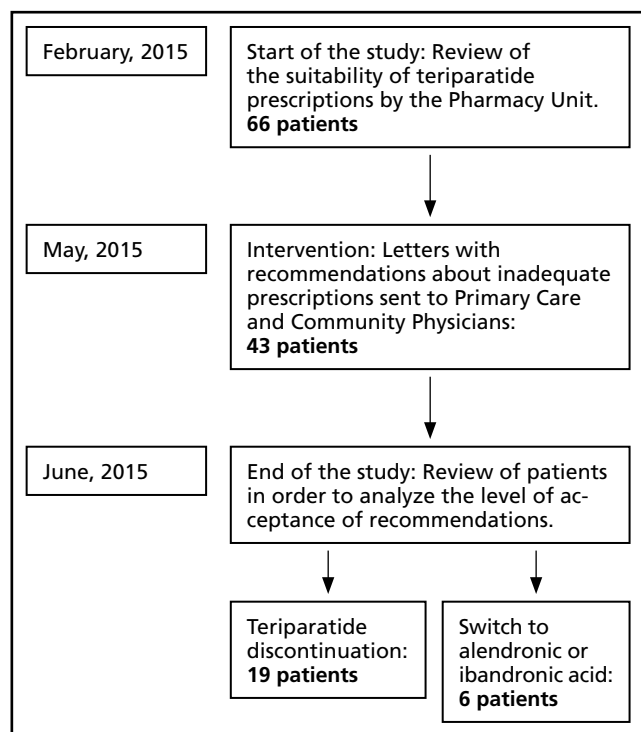 February, 2015
Start of the study: Review of
the suitability of teriparatide
prescriptions by the Pharmacy Unit.
66 patients
May, 2015
Intervention: Letters with
recommendations about inadequate
prescriptions sent to Primary Care
and Community Physicians:
43 patients
June, 2015
End of the study: Review of patients
in order to analyze the level of ac-
ceptance of recommendations.
Teriparatide
discontinuation:
19 patients
Switch to
alendronic or
ibandronic acid:
6 patients